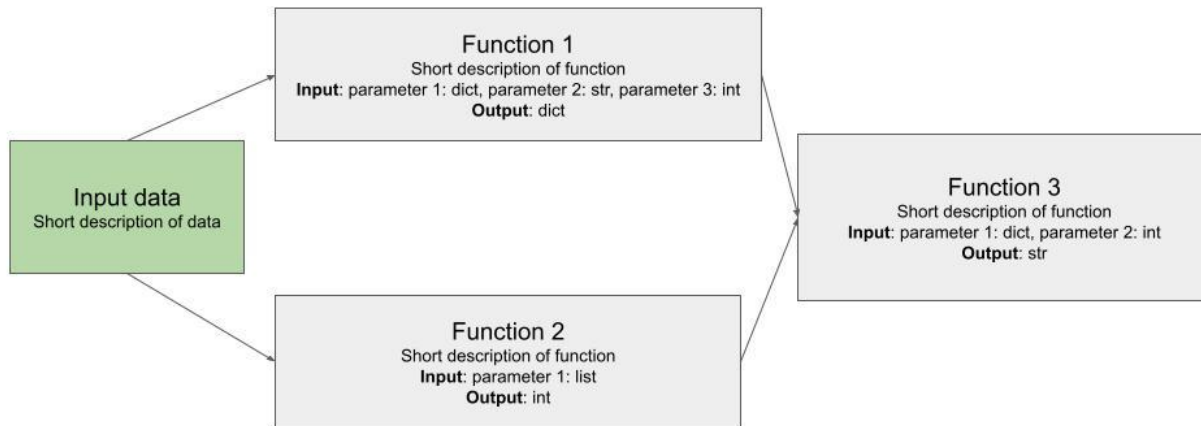 Function 1
Short description of function
Input: parameter 1: dict, parameter 2: str, parameter 3: int
Output: dict
Input data
Short description of data
Function 2
Short description of function
Input: parameter 1: list
Output: int
Function 3
Short description of function
Input: parameter 1: dict, parameter 2: int
Output: str